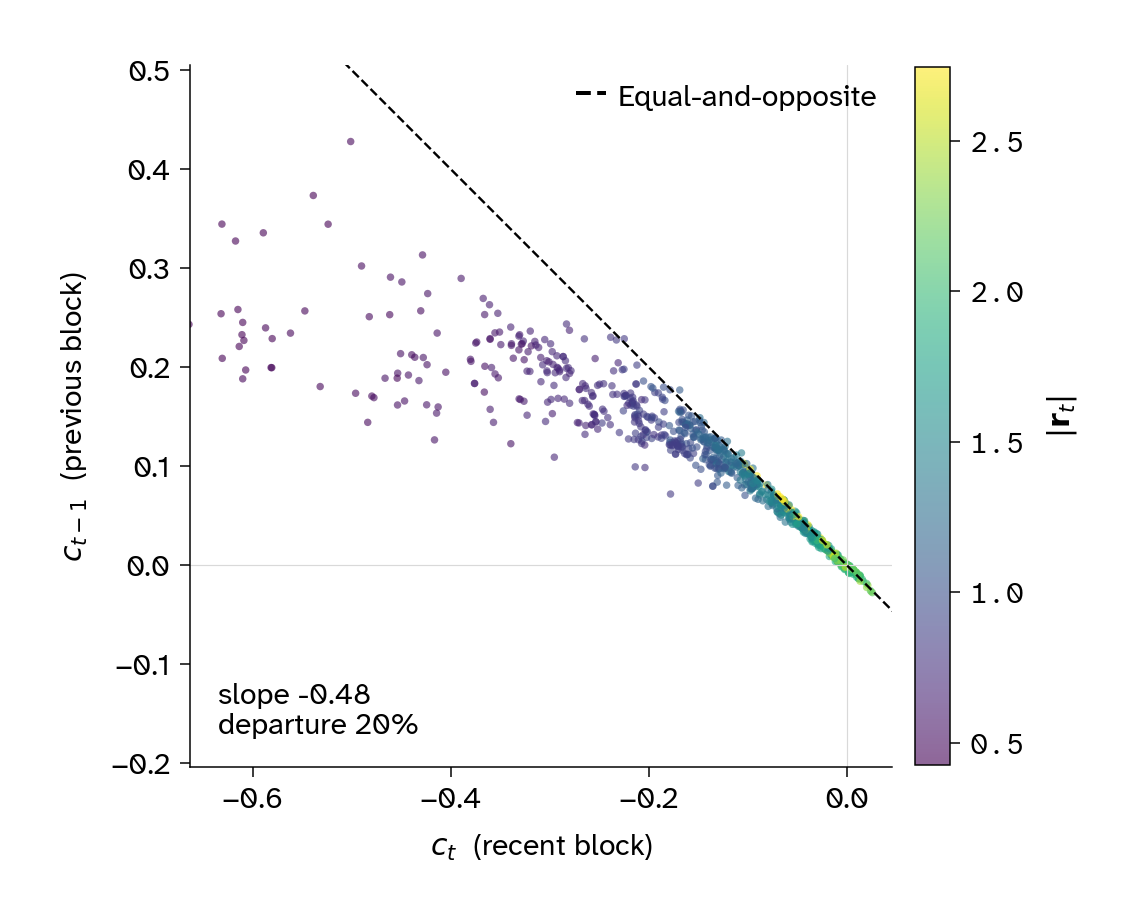 0.5
0.4
0.3
0.2
0.1
0.0
−0.1
−0.2
c_{t−1} (previous block)
Equal-and-opposite
slope -0.48
departure 20%
−0.6
−0.4
−0.2
0.0
c_t (recent block)
2.5
2.0
1.5
1.0
0.5
|r_t|